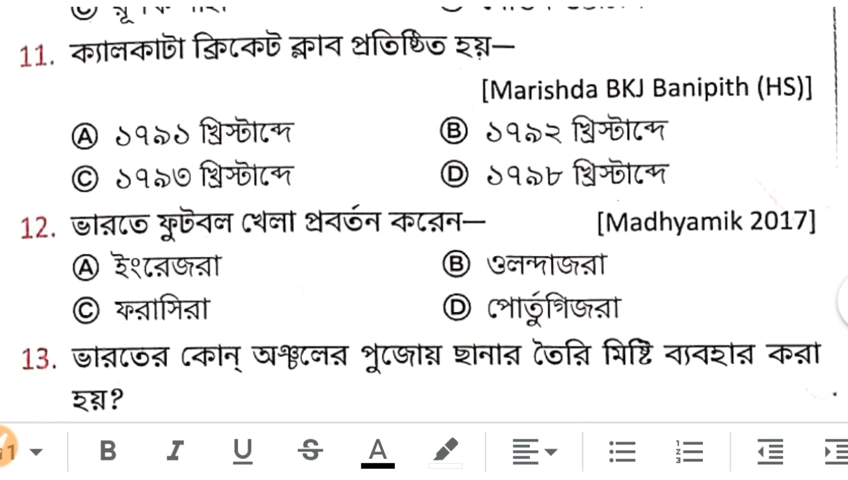 11. ক্যালকাটা ক্রিকেট ক্লাব প্রতিষ্ঠিত হয়—
[Marishda BKJ Banipith (HS)]
Ⓐ ১৭৯১ খ্রিস্টাব্দে Ⓑ ১৭৯২ খ্রিস্টাব্দে
Ⓒ ১৭৯৩ খ্রিস্টাব্দে Ⓓ ১৭৯৮ খ্রিস্টাব্দে
12. ভারতে ফুটবল খেলা প্রবর্তন করেন— [Madhyamik 2017]
Ⓐ ইংরেজরা Ⓑ ওলন্দাজরা
Ⓒ ফরাসিরা Ⓓ পোর্তুগিজরা
13. ভারতের কোন্ অঞ্চলের পুজোয় ছানার তৈরি মিষ্টি ব্যবহার করা
হয়?
B I U S A